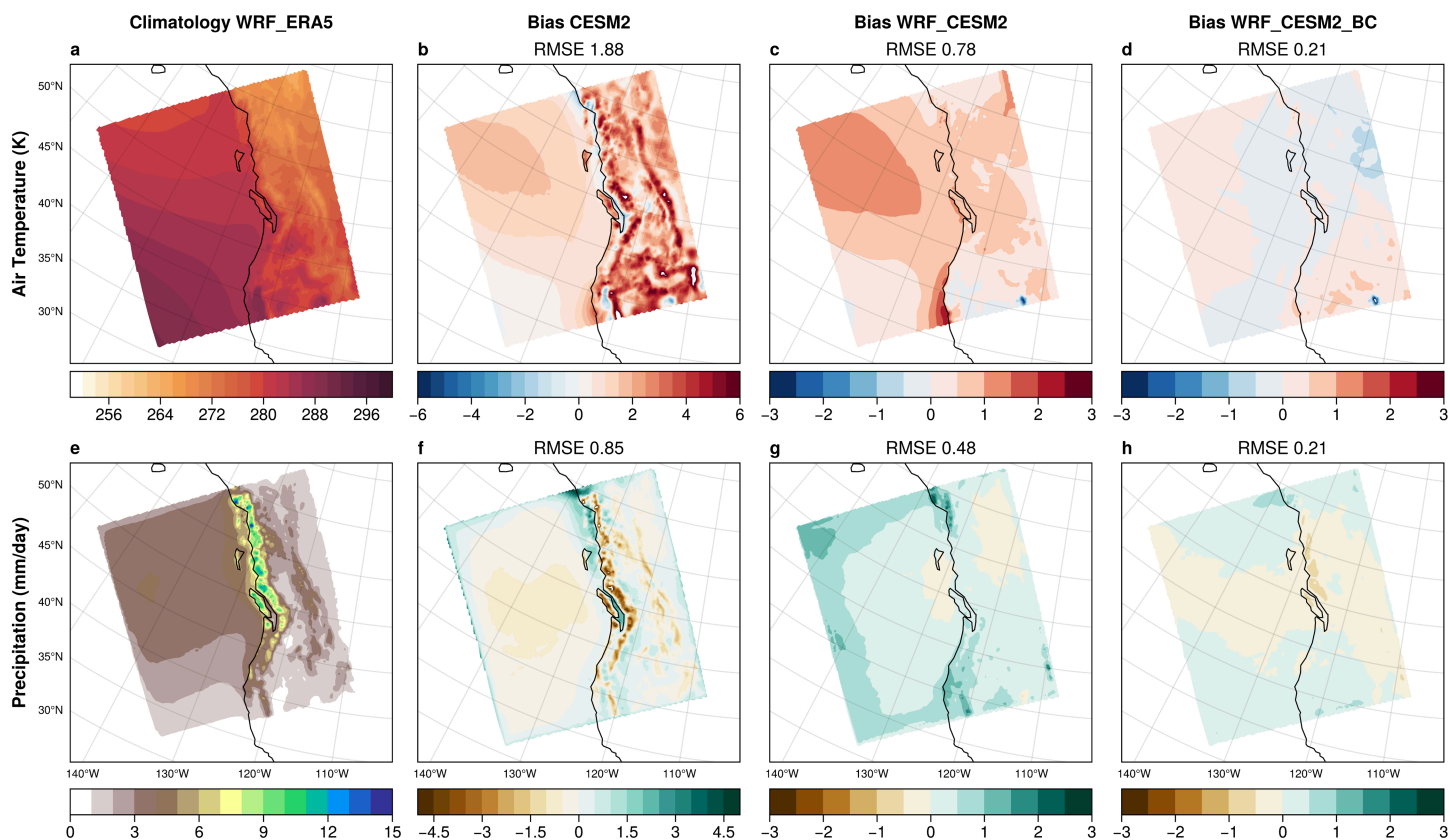 Climatology WRF_ERA5 Bias CESM2 Bias WRF_CESM2 Bias WRF_CESM2_BC
a b RMSE 1.88 c RMSE 0.78 d RMSE 0.21
50°N
45°N
40°N
35°N
30°N
Air Temperature (K)
256 264 272 280 288 296 −6 −4 −2 0 2 4 6 −3 −2 −1 0 1 2 3 −3 −2 −1 0 1 2 3
e f RMSE 0.85 g RMSE 0.48 h RMSE 0.21
50°N
45°N
40°N
35°N
30°N
Precipitation (mm/day)
140°W 130°W 120°W 110°W 140°W 130°W 120°W 110°W 140°W 130°W 120°W 110°W 140°W 130°W 120°W 110°W
0 3 6 9 12 15 −4.5 −3 −1.5 0 1.5 3 4.5 −3 −2 −1 0 1 2 3 −3 −2 −1 0 1 2 3